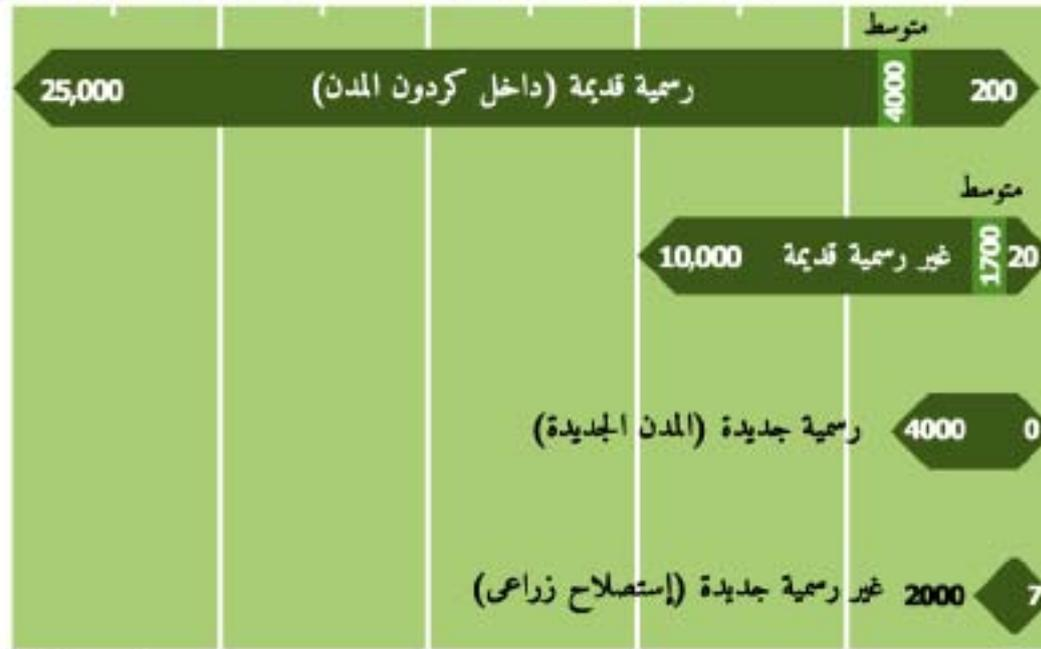 متوسط
200 4000 رسمية قديمة (داخل كردون المدن) 25,000
متوسط
20 1700 غير رسمية قديمة 10,000
0 4000 رسمية جديدة (المدن الجديدة)
7 2000 غير رسمية جديدة (إستصلاح زراعى)